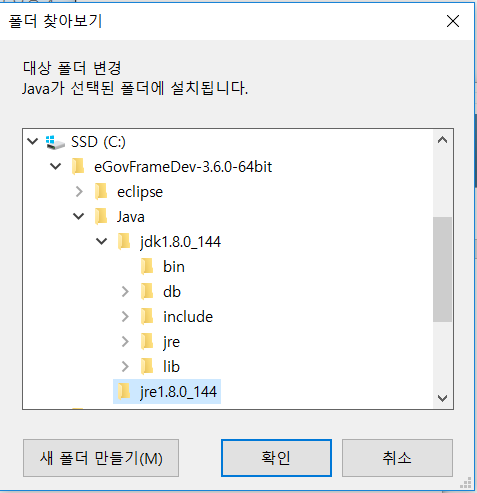 폴더 찾아보기
대상 폴더 변경
Java가 선택된 폴더에 설치됩니다.
SSD (C:)
eGovFrameDev-3.6.0-64bit
eclipse
Java
jdk1.8.0_144
bin
db
include
jre
lib
jre1.8.0_144
새 폴더 만들기(M) 확인 취소